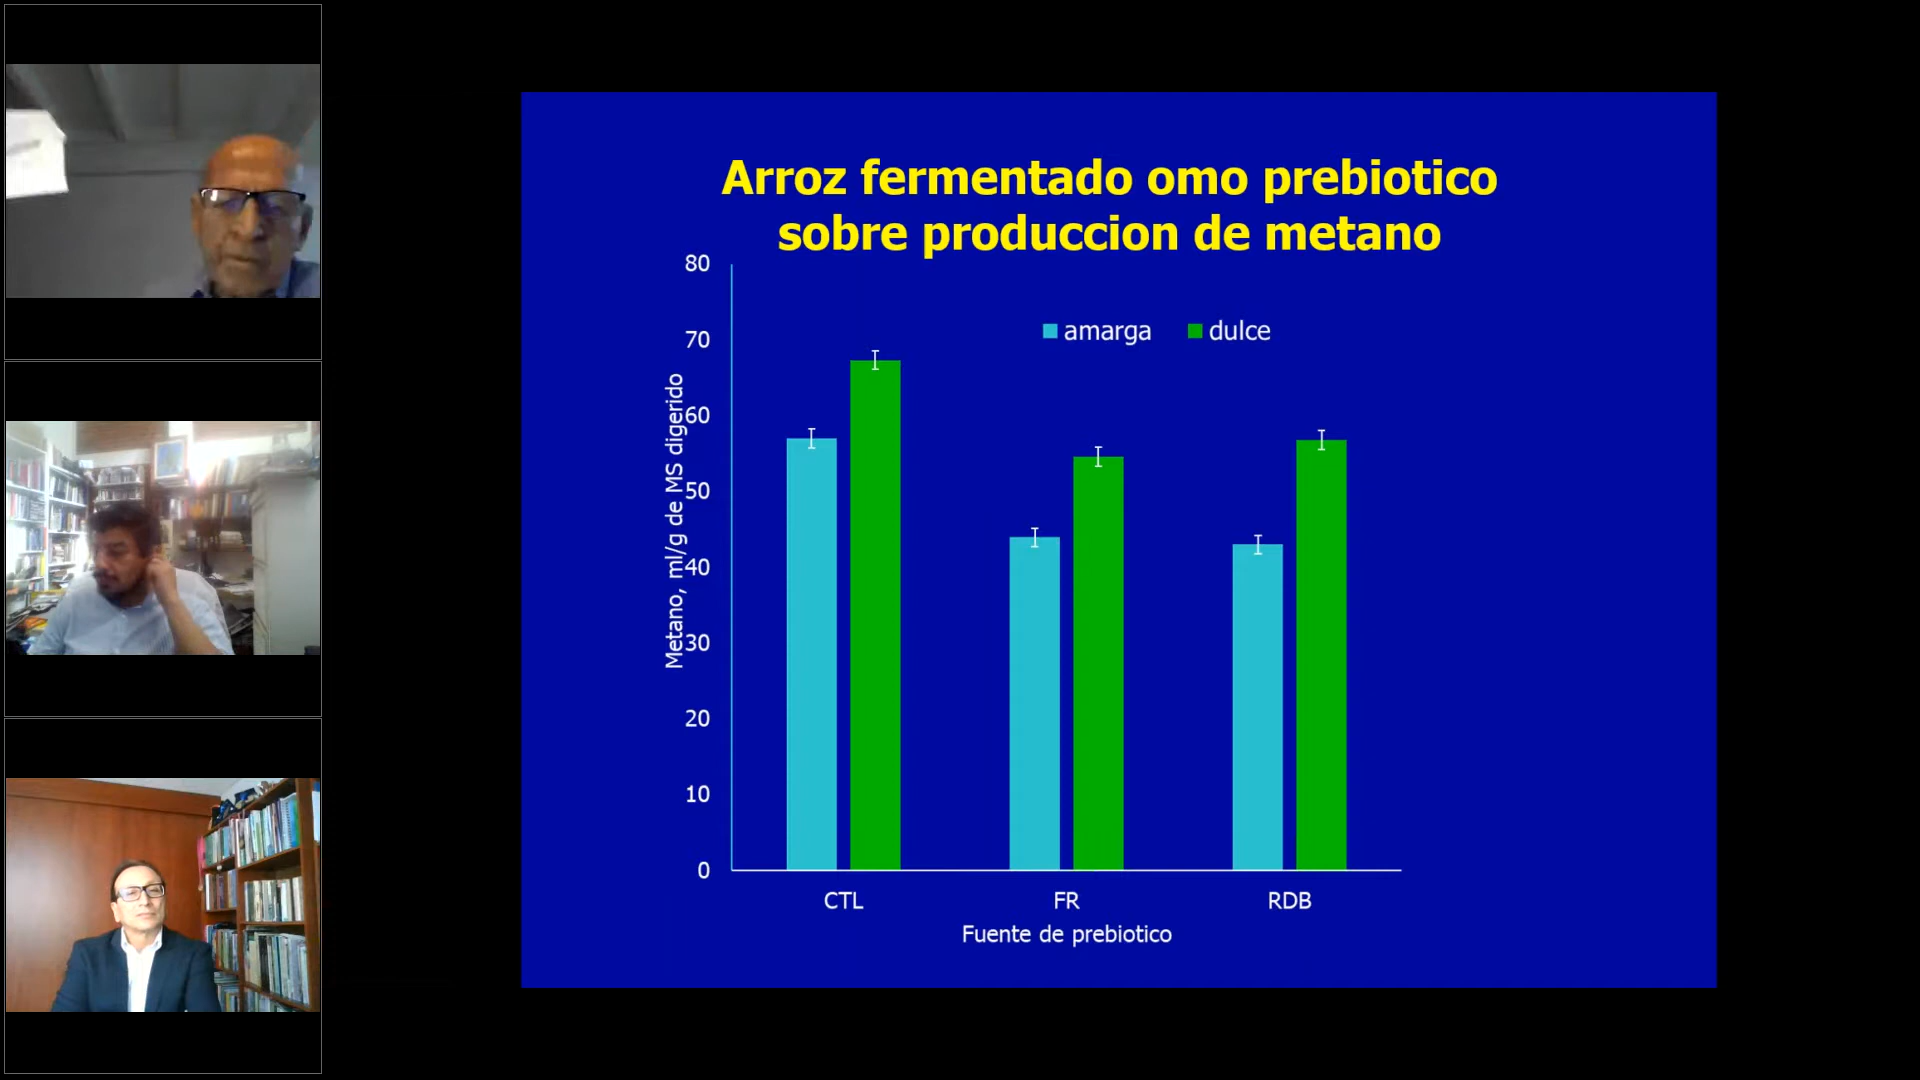 Arroz fermentado omo prebiotico
sobre produccion de metano
amarga
dulce
Metano, ml/g de MS digerido
80
70
60
50
40
30
20
10
0
CTL
FR
RDB
Fuente de prebiotico